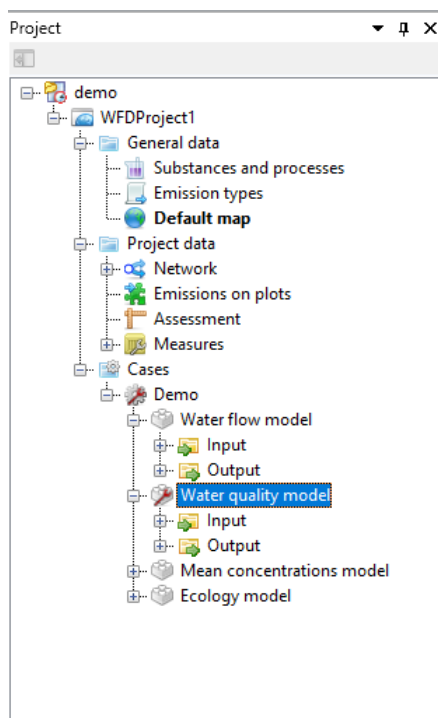 Project
demo
WFDProject1
General data
Substances and processes
Emission types
Default map
Project data
Network
Emissions on plots
Assessment
Measures
Cases
Demo
Water flow model
Input
Output
Water quality model
Input
Output
Mean concentrations model
Ecology model